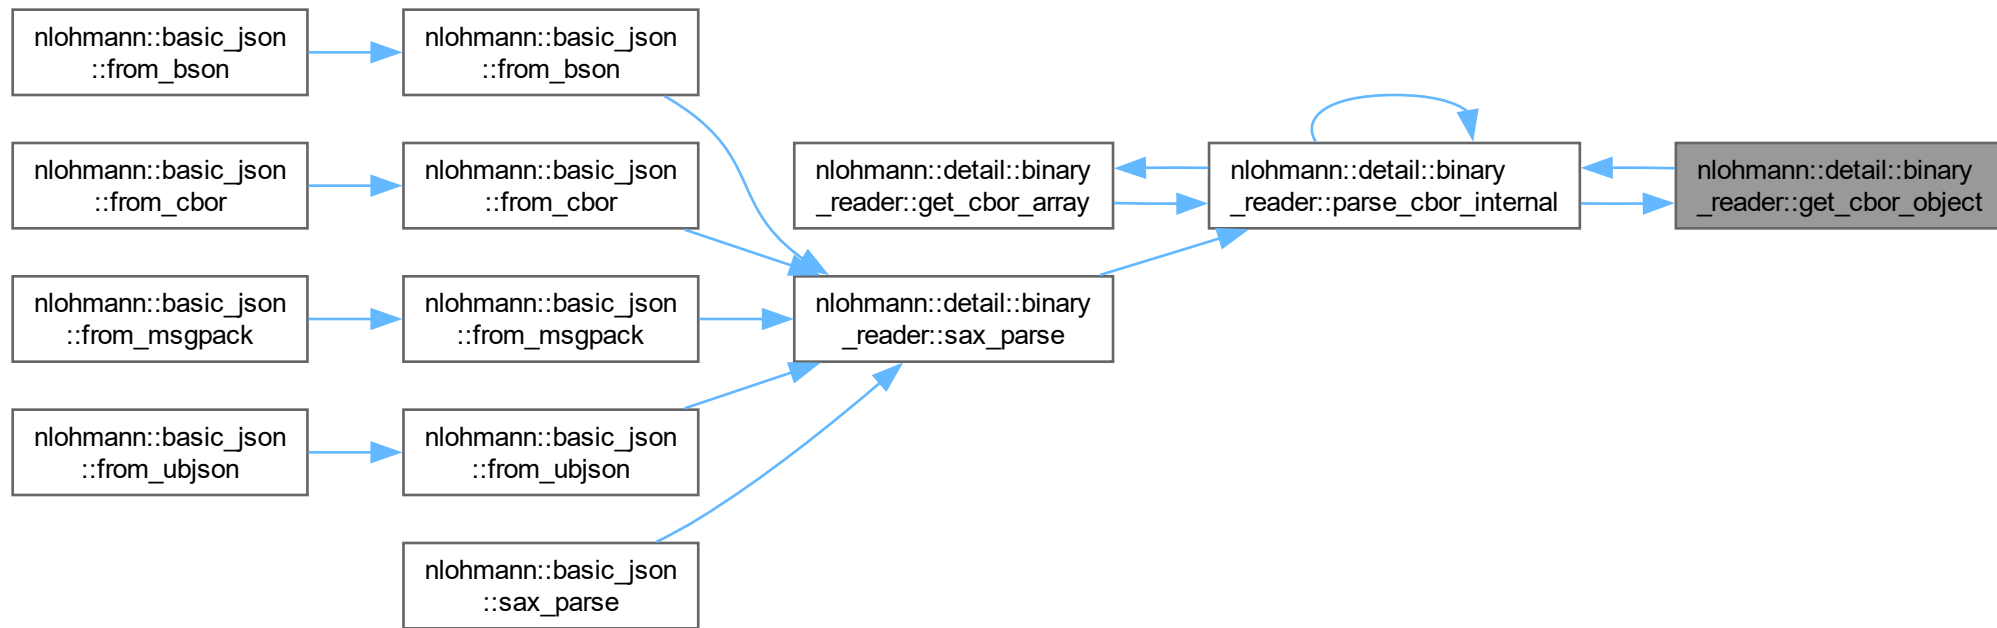 nlohmann::basic_json
::from_bson
nlohmann::basic_json
::from_bson
nlohmann::basic_json
::from_cbor
nlohmann::basic_json
::from_cbor
nlohmann::detail::binary
_reader::get_cbor_array
nlohmann::detail::binary
_reader::parse_cbor_internal
nlohmann::detail::binary
_reader::get_cbor_object
nlohmann::basic_json
::from_msgpack
nlohmann::basic_json
::from_msgpack
nlohmann::detail::binary
_reader::sax_parse
nlohmann::basic_json
::from_ubjson
nlohmann::basic_json
::from_ubjson
nlohmann::basic_json
::sax_parse